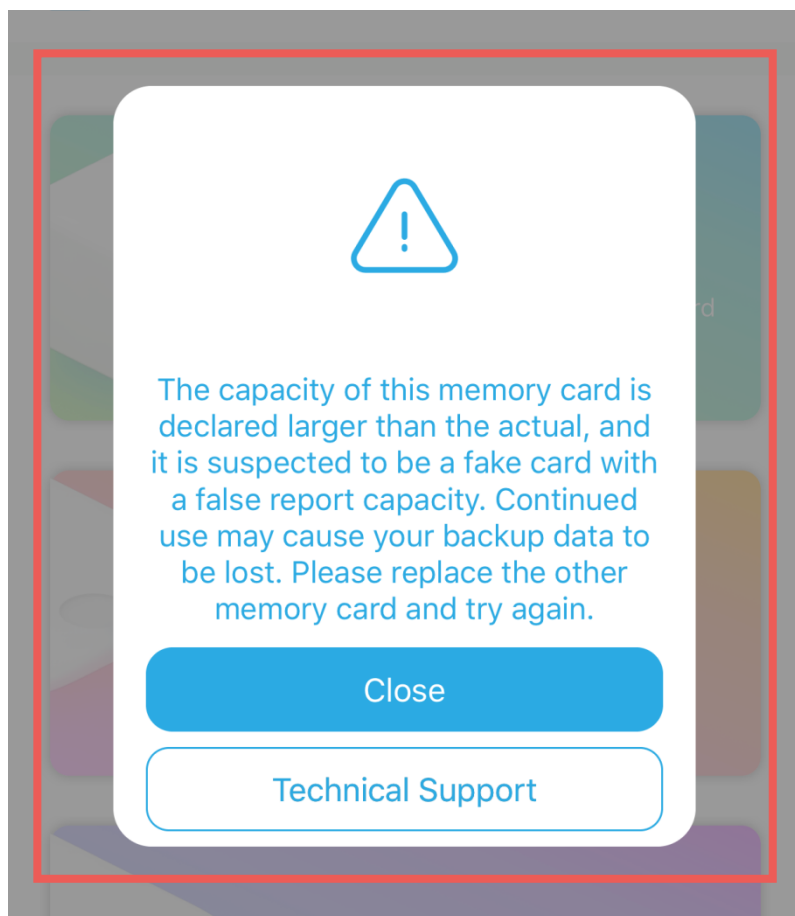 rd
The capacity of this memory card is
declared larger than the actual, and
it is suspected to be a fake card with
a false report capacity. Continued
use may cause your backup data to
be lost. Please replace the other
memory card and try again.
Close
Technical Support